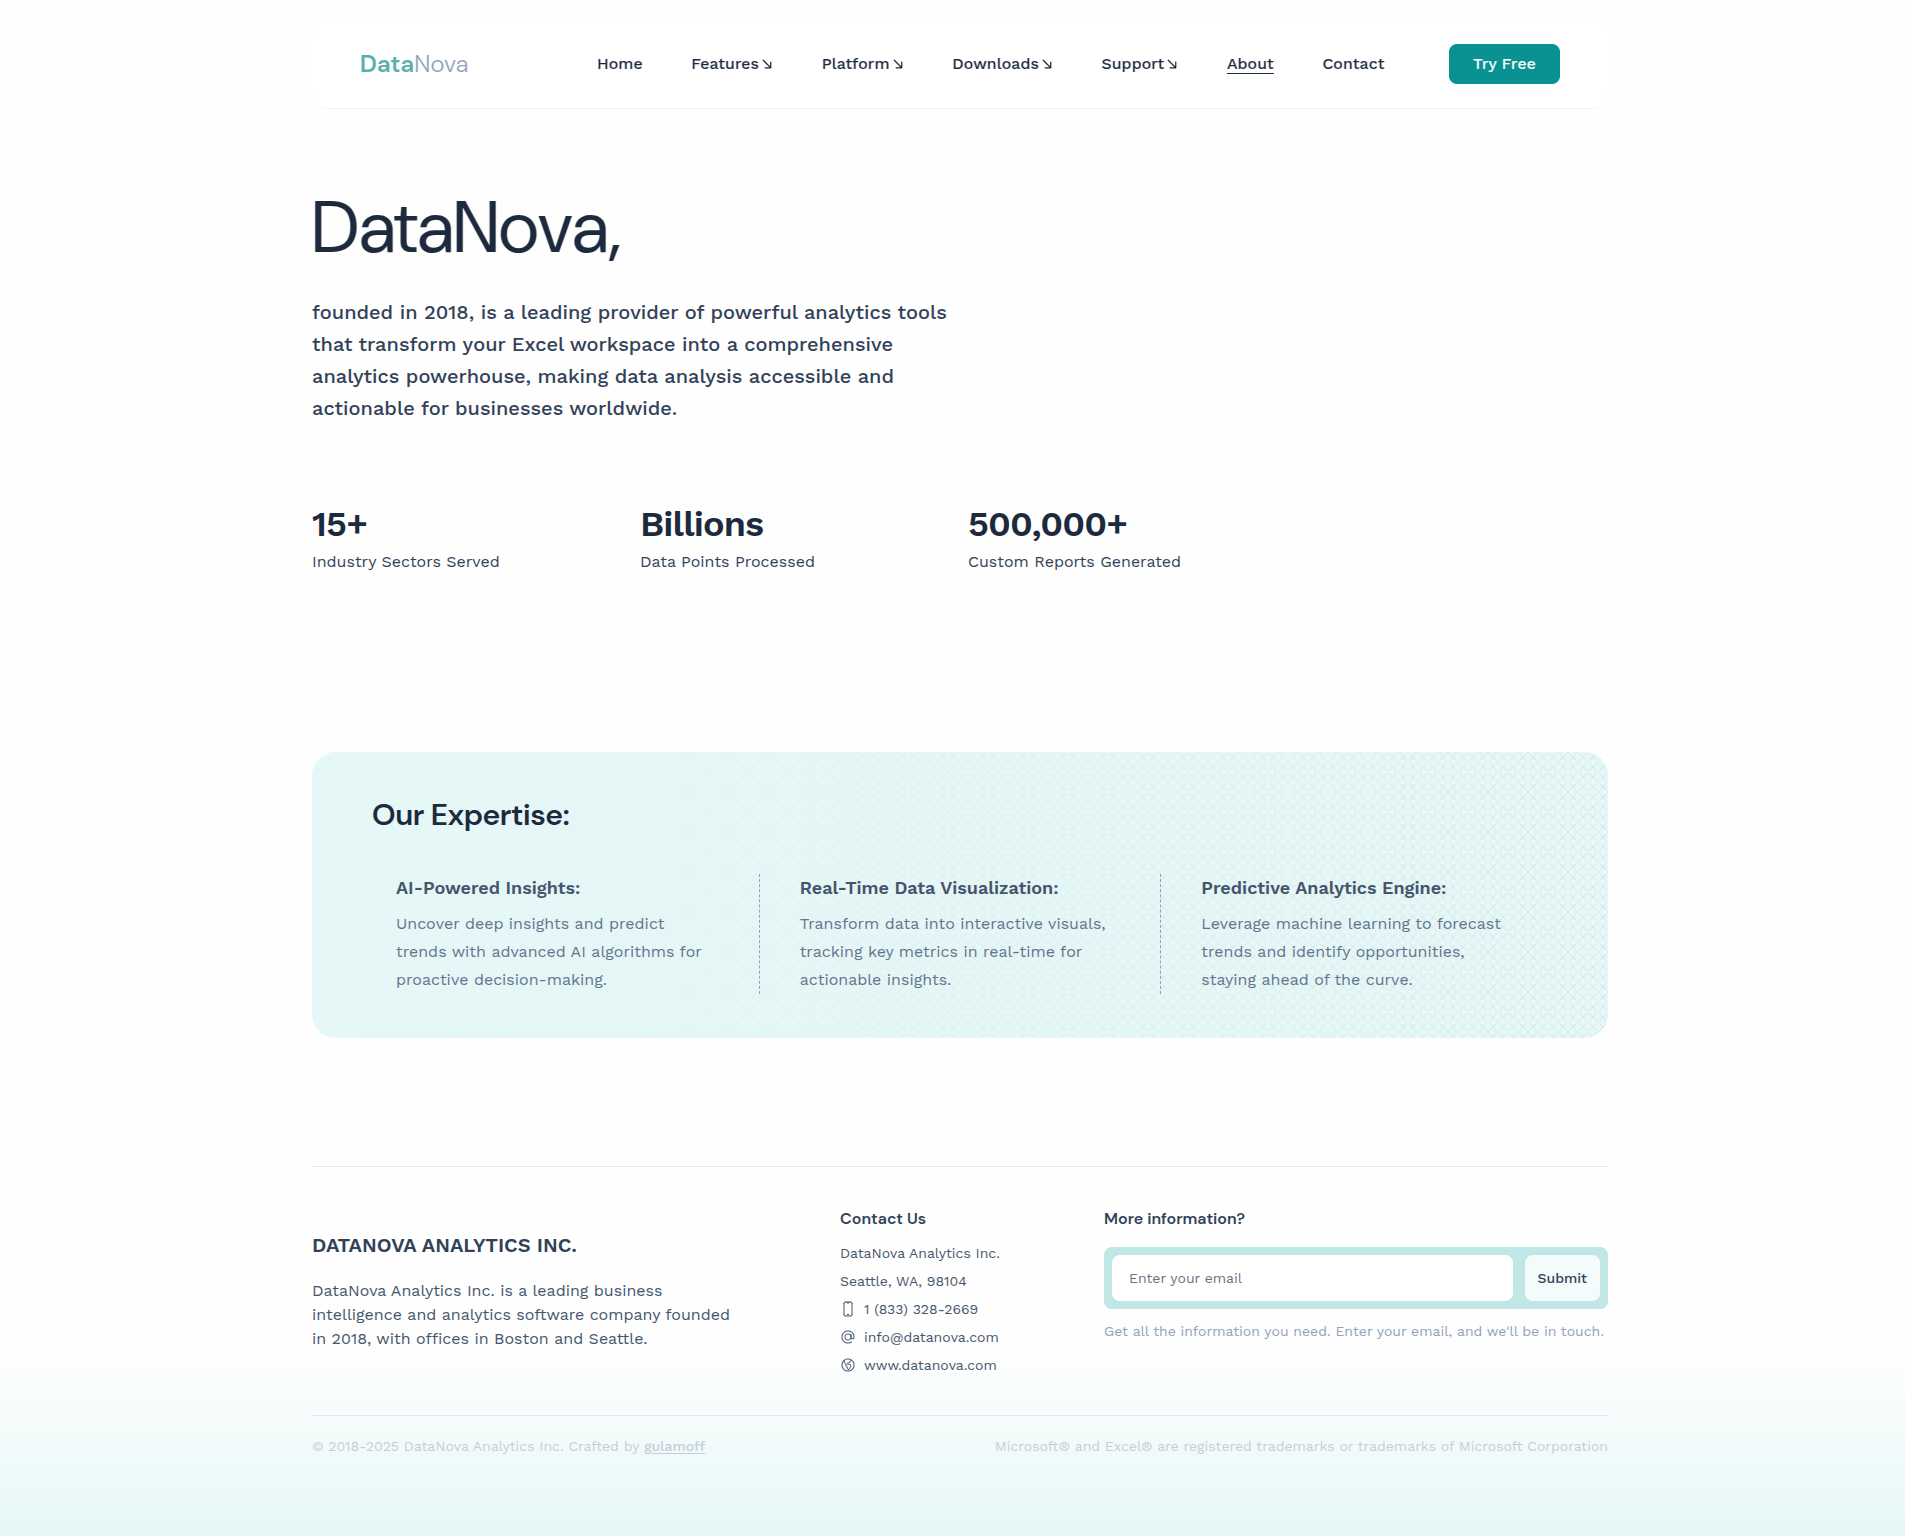 DataNova
Home
Features
Platform
Downloads
Support
About
Contact
Try Free
DataNova,
founded in 2018, is a leading provider of powerful analytics tools
that transform your Excel workspace into a comprehensive
analytics powerhouse, making data analysis accessible and
actionable for businesses worldwide.
15+
Industry Sectors Served
Billions
Data Points Processed
500,000+
Custom Reports Generated
Our Expertise:
AI-Powered Insights:
Uncover deep insights and predict
trends with advanced AI algorithms for
proactive decision-making.
Real-Time Data Visualization:
Transform data into interactive visuals,
tracking key metrics in real-time for
actionable insights.
Predictive Analytics Engine:
Leverage machine learning to forecast
trends and identify opportunities,
staying ahead of the curve.
DATANOVA ANALYTICS INC.
DataNova Analytics Inc. is a leading business
intelligence and analytics software company founded
in 2018, with offices in Boston and Seattle.
Contact Us
DataNova Analytics Inc.
Seattle, WA, 98104
1 (833) 328-2669
info@datanova.com
www.datanova.com
More information?
Enter your email
Submit
Get all the information you need. Enter your email, and we'll be in touch.
© 2018-2025 DataNova Analytics Inc. Crafted by gulamoff
Microsoft® and Excel® are registered trademarks or trademarks of Microsoft Corporation